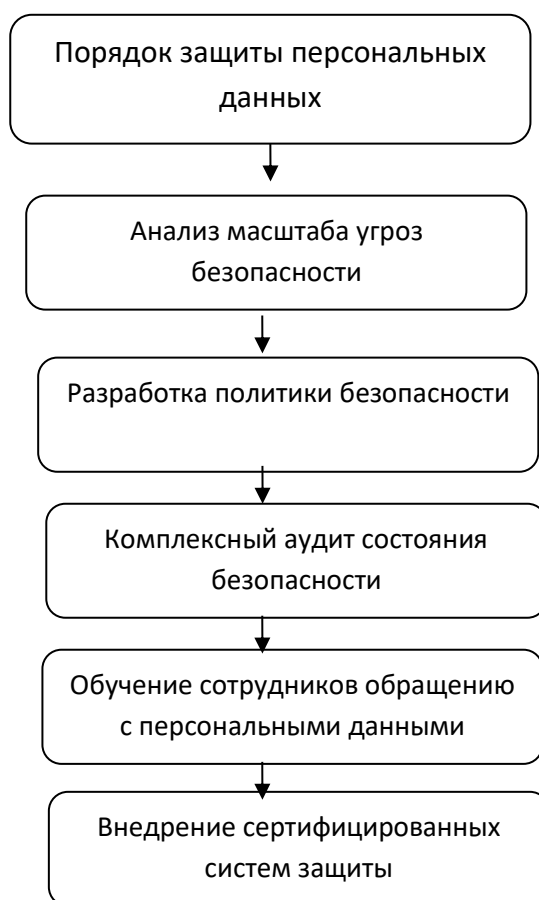 Порядок защиты персональных
данных
Анализ масштаба угроз
безопасности
Разработка политики безопасности
Комплексный аудит состояния
безопасности
Обучение сотрудников обращению
с персональными данными
Внедрение сертифицированных
систем защиты